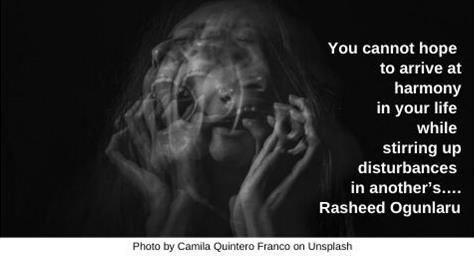 You cannot hope
to arrive at
harmony
in your life
while
stirring up
disturbances
in another's....
Rasheed Ogunlaru
Photo by Camila Quintero Franco on Unsplash